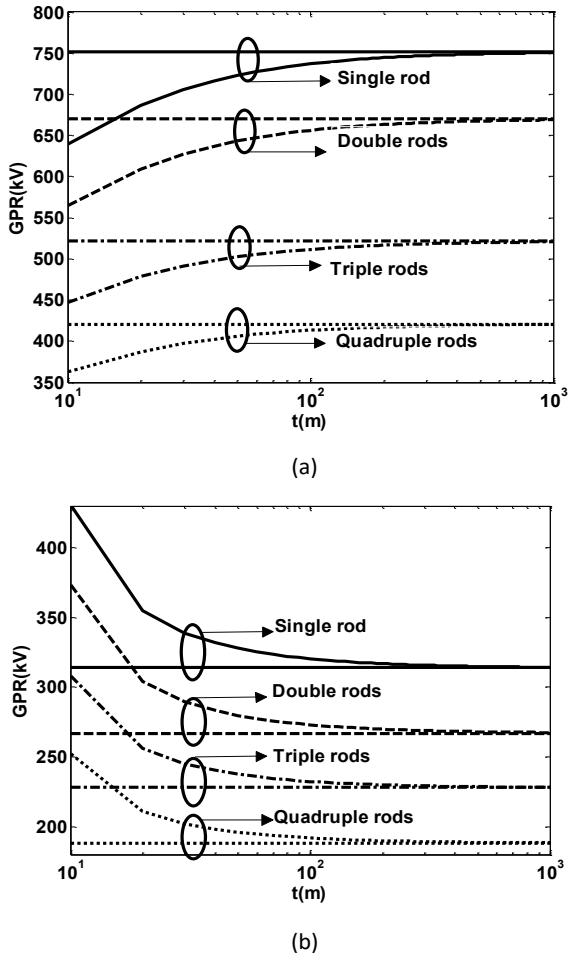 800
750
Single rod
700
650
Double rods
600
GPR(kV)
550
500
Triple rods
450
400
Quadruple rods
350
10^1
10^2
10^3
t(m)
(a)
400
350
Single rod
Double rods
300
GPR(kV)
250
Triple rods
Quadruple rods
200
10^1
10^2
10^3
t(m)
(b)